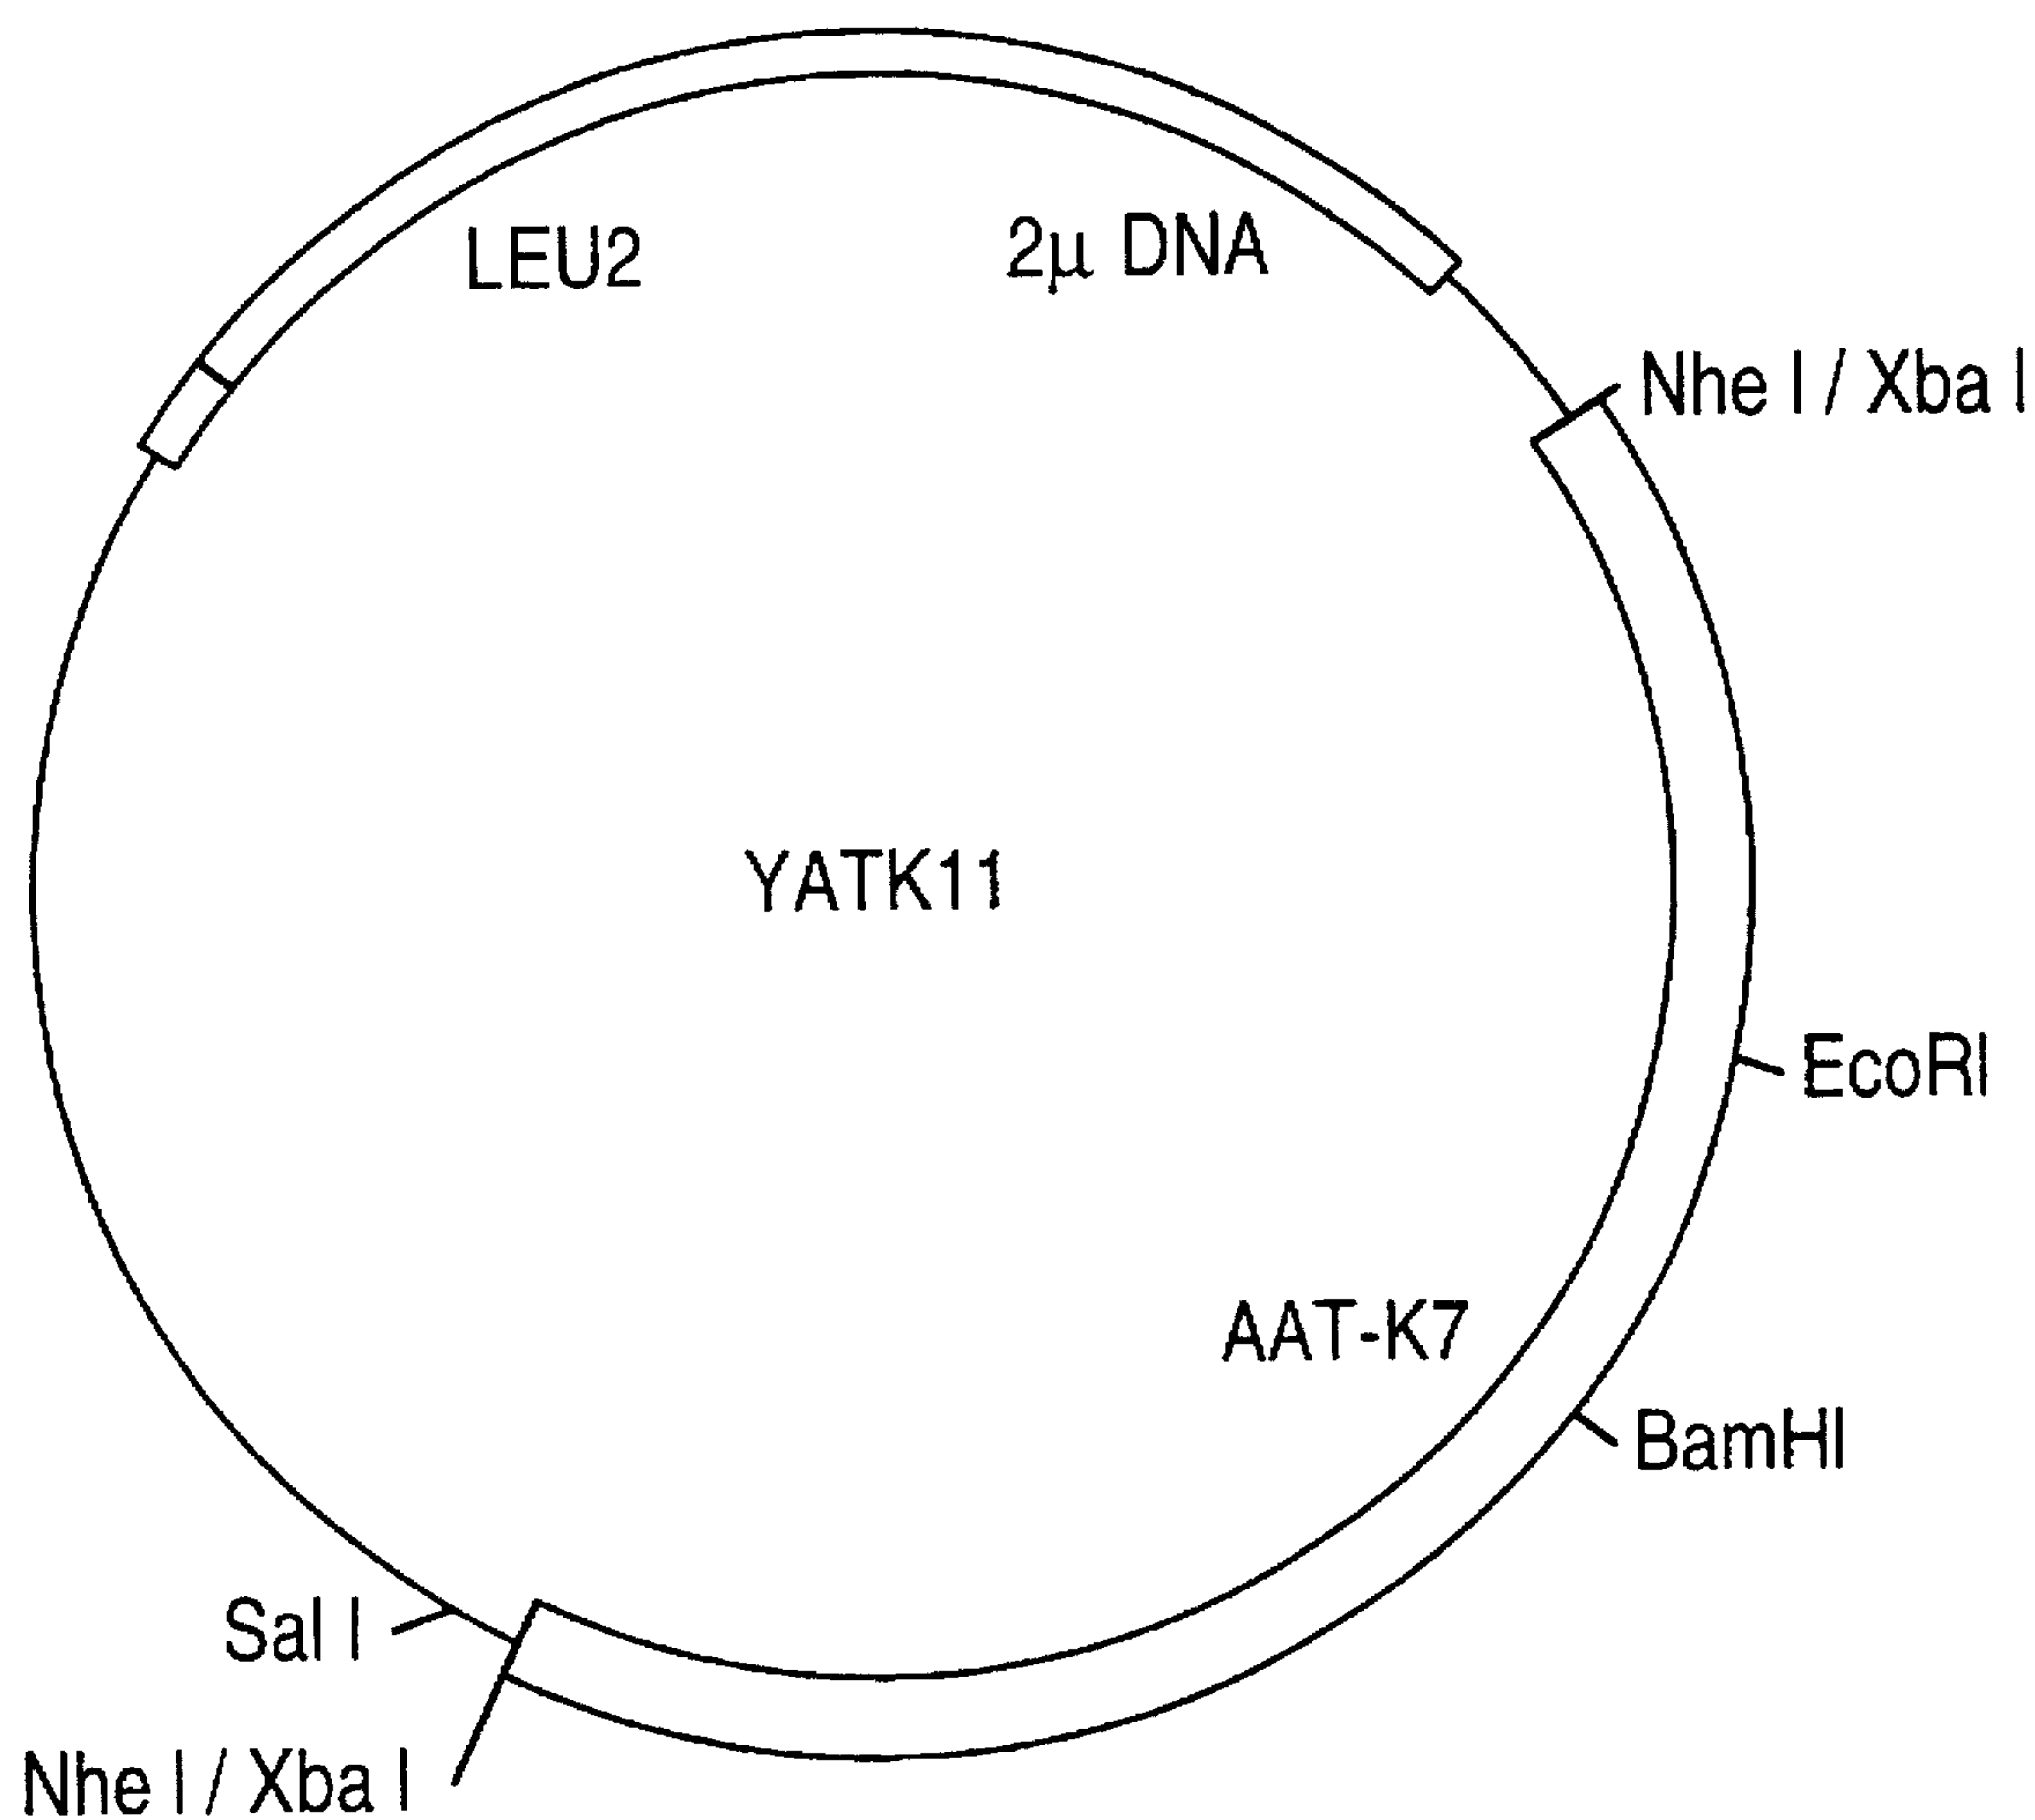 LEU2
2µ DNA
Nhe I / Xba I
YATK11
EcoRI
AAT-K7
BamHI
Sal I
Nhe I / Xba I